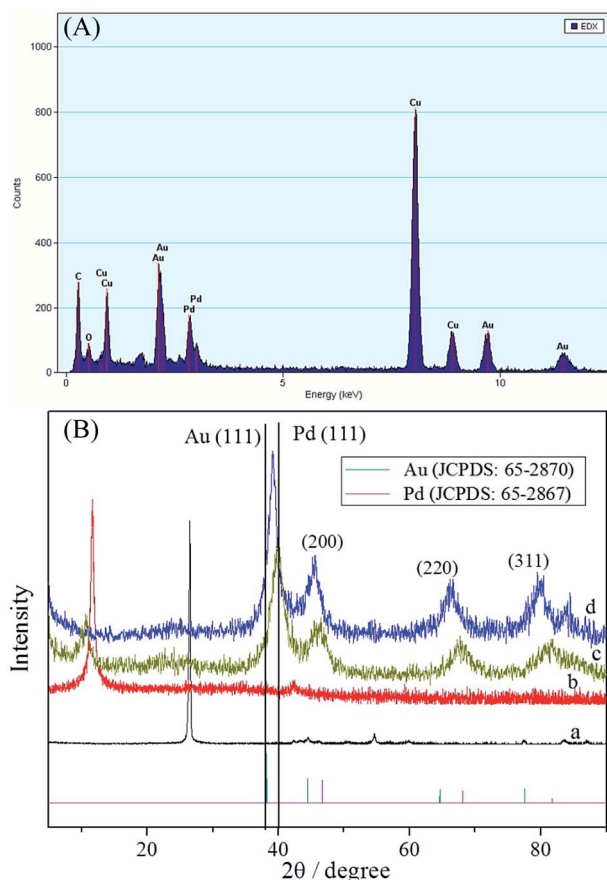 (A)
EDX
1000
800
600
400
200
0
Counts
C
O
Cu
Cu
Au
Au
Pd
Pd
Cu
Cu
Au
Au
0
5
10
Energy (keV)
(B)
Au (111)
Pd (111)
Au (JCPDS: 65-2870)
Pd (JCPDS: 65-2867)
(200)
(220)
(311)
d
c
b
a
Intensity
20
40
60
80
2θ / degree